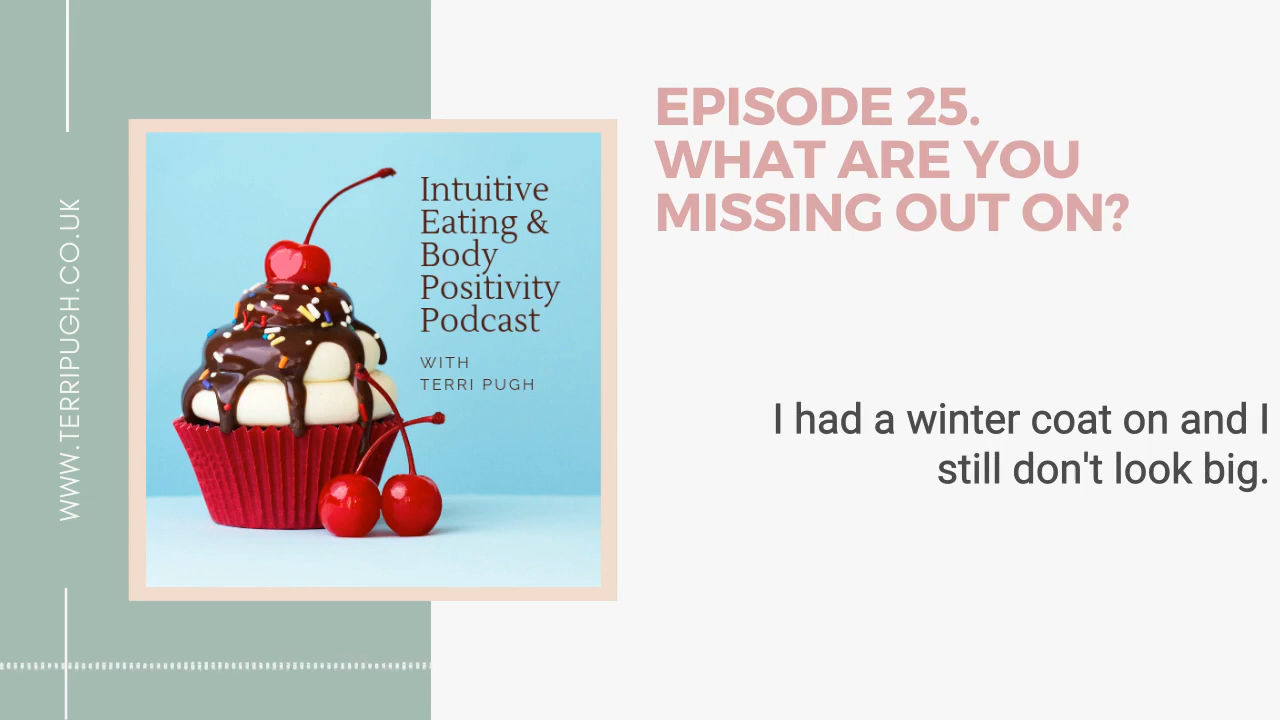 WWW.TERRIPUGH.CO.UK
Intuitive
Eating &
Body
Positivity
Podcast
WITH
TERRI PUGH
EPISODE 25.
WHAT ARE YOU
MISSING OUT ON?
I had a winter coat on and I
still don't look big.